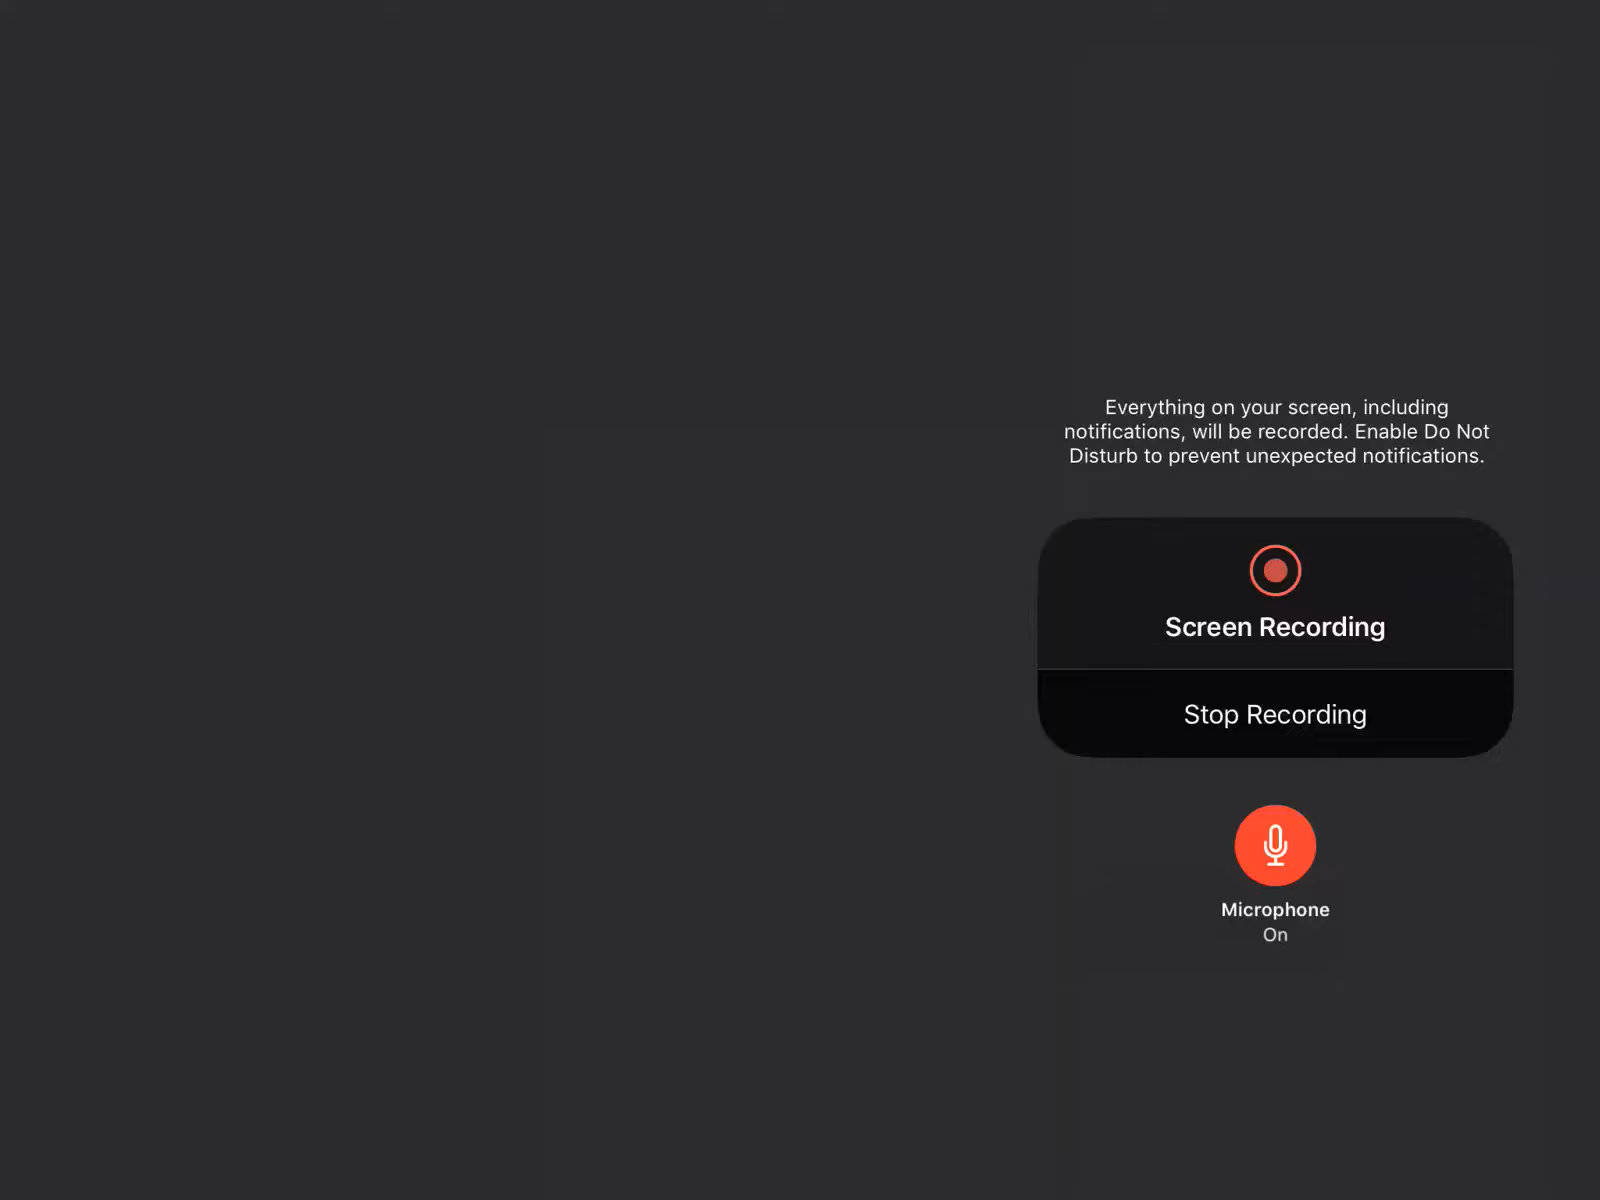 Everything on your screen, including
notifications, will be recorded. Enable Do Not
Disturb to prevent unexpected notifications.
Screen Recording
Stop Recording
Microphone
On